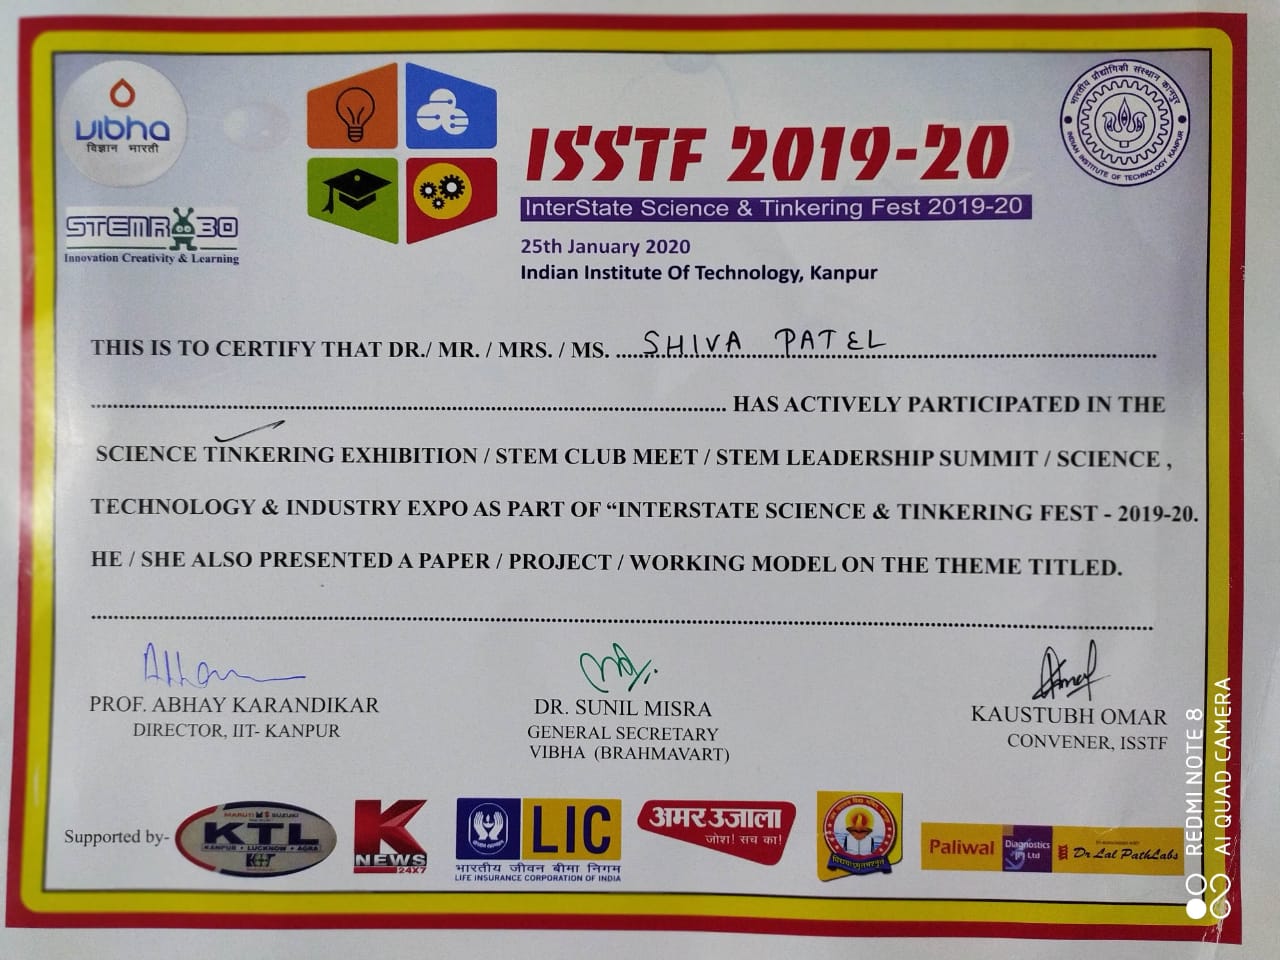 vibha
विज्ञान भारती
STEMROBO
Innovation Creativity & Learning
ISSTF 2019-20
InterState Science & Tinkering Fest 2019-20
25th January 2020
Indian Institute Of Technology, Kanpur
भारतीय प्रौद्योगिकी संस्थान कानपुर
INDIAN INSTITUTE OF TECHNOLOGY KANPUR
THIS IS TO CERTIFY THAT DR./ MR. / MRS. / MS. SHIVA PATEL
HAS ACTIVELY PARTICIPATED IN THE
SCIENCE TINKERING EXHIBITION / STEM CLUB MEET / STEM LEADERSHIP SUMMIT / SCIENCE ,
TECHNOLOGY & INDUSTRY EXPO AS PART OF “INTERSTATE SCIENCE & TINKERING FEST - 2019-20.
HE / SHE ALSO PRESENTED A PAPER / PROJECT / WORKING MODEL ON THE THEME TITLED.
PROF. ABHAY KARANDIKAR
DIRECTOR, IIT- KANPUR
DR. SUNIL MISRA
GENERAL SECRETARY
VIBHA (BRAHMAVART)
KAUSTUBH OMAR
CONVENER, ISSTF
Supported by-
MARUTI SUZUKI
KTL
KANPUR • LUCKNOW • AGRA
K
NEWS
24X7
LIC
भारतीय जीवन बीमा निगम
LIFE INSURANCE CORPORATION OF INDIA
अमर उजाला
जोश! सच का!
Paliwal
Diagnostics
(P) Ltd
Dr Lal PathLabs
REDMI NOTE 8
AI QUAD CAMERA